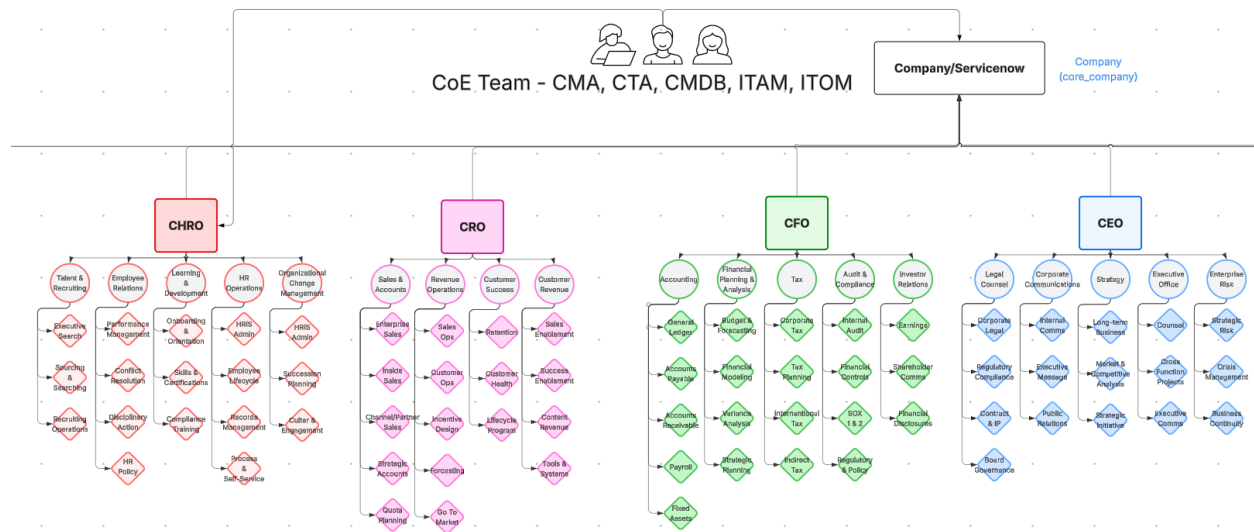 CoE Team - CMA, CTA, CMDB, ITAM, ITOM
Company/Servicenow
Company
(core_company)
CHRO
CRO
CFO
CEO
Talent &
Recruiting
Employee
Relations
Learning
&
Development
HR
Operations
Organizational
Change
Management
Executive
Search
Sourcing
&
Searching
Recruiting
Operations
Performance
Management
Conflict
Resolution
Disciplinary
Action
HR
Policy
Onboarding
&
Orientation
Skills &
Certifications
Compliance
Training
HRIS
Admin
Employee
Lifecycle
Records
Management
Process
&
Self-Service
HRIS
Admin
Succession
Planning
Culter &
Engagement
Sales &
Accounts
Revenue
Operations
Customer
Success
Customer
Revenue
Enterprise
Sales
Inside
Sales
Channel/Partner
Sales
Strategic
Accounts
Quota
Planning
Sales
Ops
Customer
Ops
Incentive
Design
Forcasting
Go To
Market
Retention
Customer
Health
Lifecycle
Program
Sales
Enablement
Success
Enablement
Content
Revenue
Tools &
Systems
Accounting
Financial
Planning &
Analysis
Tax
Audit &
Compliance
Investor
Relations
General
Ledger
Accounts
Payable
Accounts
Receivable
Payroll
Fixed
Assets
Budget &
Forecasting
Financial
Modeling
Variance
Analysis
Strategic
Planning
Corporate
Tax
Tax
Planning
International
Tax
Indirect
Tax
Internal
Audit
Financial
Controls
SOX
1 & 2
Regulatory
& Policy
Earnings
Shareholder
Comms
Financial
Disclosures
Legal
Counsel
Corporate
Communications
Strategy
Executive
Office
Enterprise
Risk
Corporate
Legal
Regulatory
Compliance
Contract
& IP
Board
Governance
Internal
Comms
Executive
Message
Public
Relations
Long-term
Business
Market &
Competitive
Analysis
Strategic
Initiative
Counsel
Cross
Function
Projects
Executive
Comms
Strategic
Risk
Crisis
Management
Business
Continuity